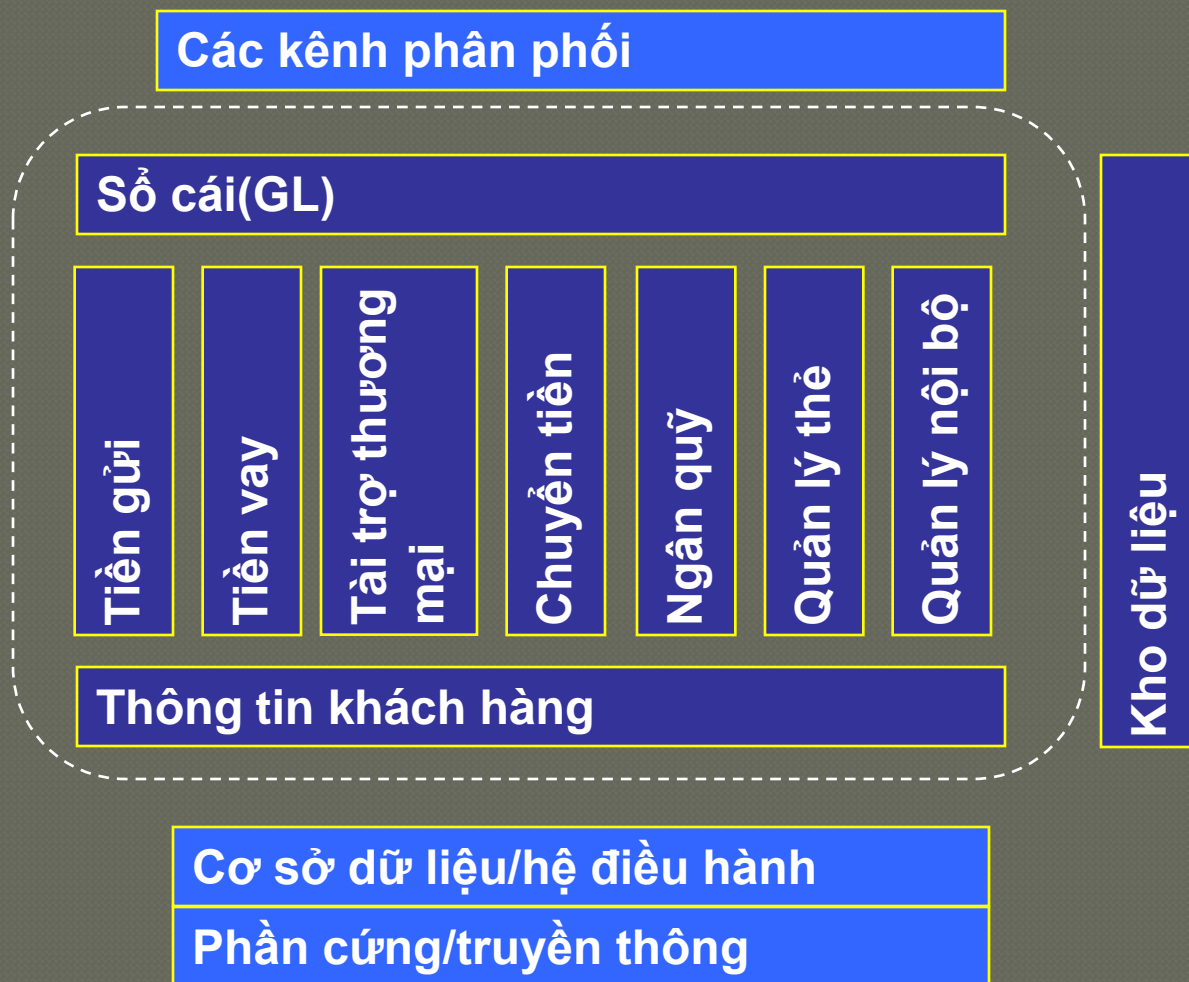 Các kênh phân phối
Sổ cái(GL)
Tiền gửi
Tiền vay
Tài trợ thương
mại
Chuyển tiền
Ngân quỹ
Quản lý thẻ
Quản lý nội bộ
Kho dữ liệu
Thông tin khách hàng
Cơ sở dữ liệu/hệ điều hành
Phần cứng/truyền thông